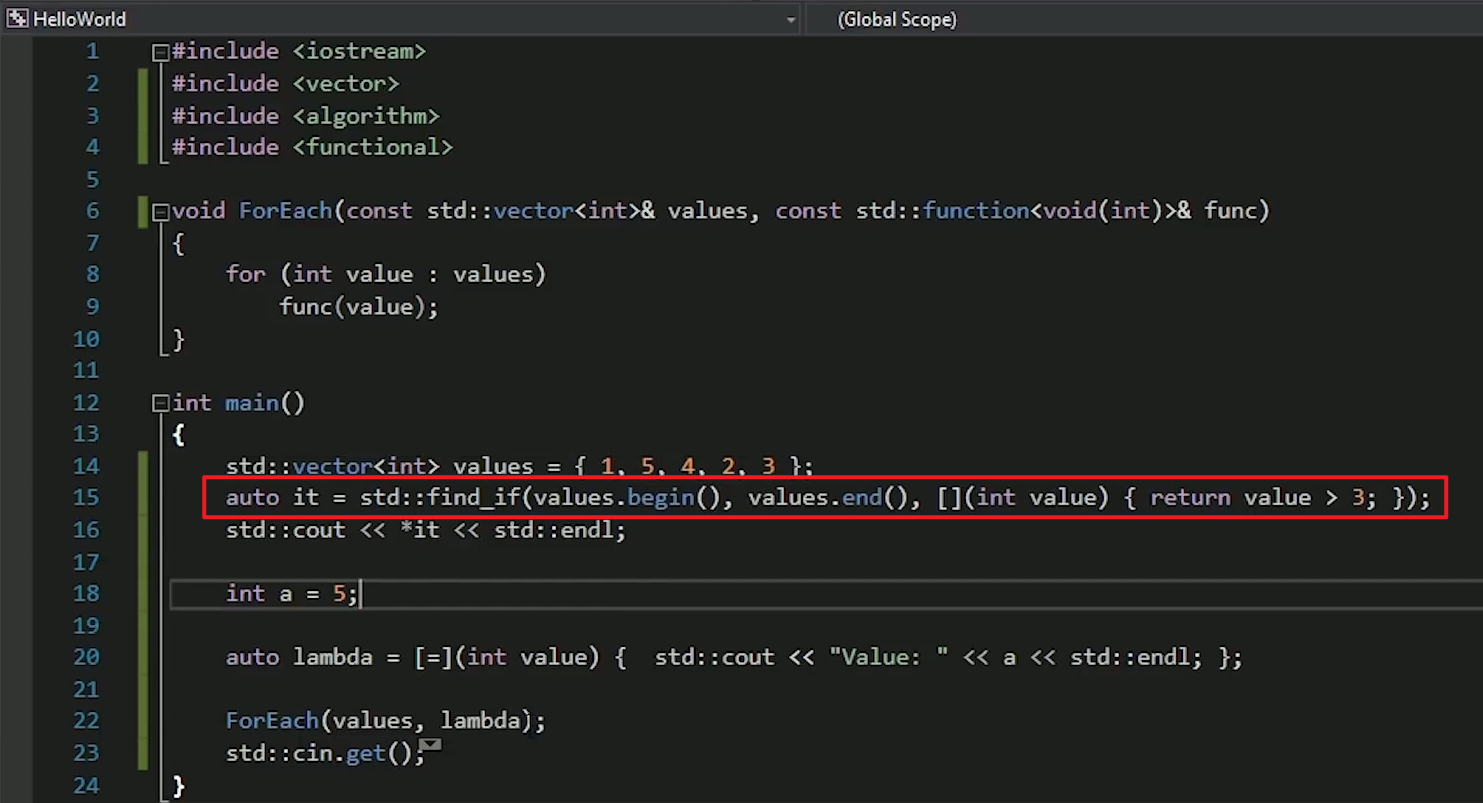 HelloWorld (Global Scope)
1 #include <iostream>
2 #include <vector>
3 #include <algorithm>
4 #include <functional>
5
6 void ForEach(const std::vector<int>& values, const std::function<void(int)>& func)
7 {
8     for (int value : values)
9         func(value);
10 }
11
12 int main()
13 {
14     std::vector<int> values = { 1, 5, 4, 2, 3 };
15     auto it = std::find_if(values.begin(), values.end(), [](int value) { return value > 3; });
16     std::cout << *it << std::endl;
17
18     int a = 5;
19
20     auto lambda = [=](int value) {  std::cout << "Value: " << a << std::endl; };
21
22     ForEach(values, lambda);
23     std::cin.get();
24 }